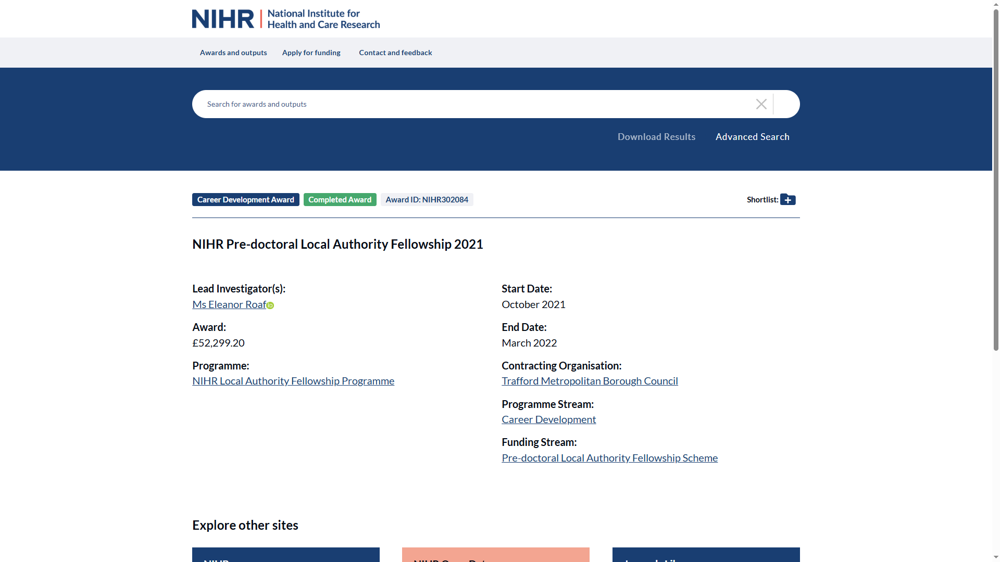 NIHR | National Institute for
Health and Care Research
Awards and outputs
Apply for funding
Contact and feedback
Search for awards and outputs
Download Results
Advanced Search
Career Development Award
Completed Award
Award ID: NIHR302084
Shortlist:
NIHR Pre-doctoral Local Authority Fellowship 2021
Lead Investigator(s):
Ms Eleanor Roaf
Award:
£52,299.20
Programme:
NIHR Local Authority Fellowship Programme
Start Date:
October 2021
End Date:
March 2022
Contracting Organisation:
Trafford Metropolitan Borough Council
Programme Stream:
Career Development
Funding Stream:
Pre-doctoral Local Authority Fellowship Scheme
Explore other sites
NIHR
NIHR Open Data